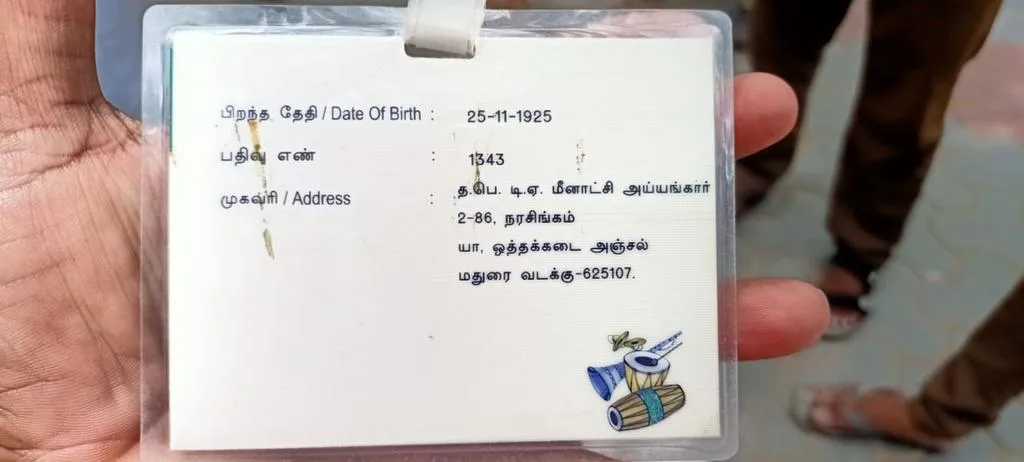 பிறந்த தேதி / Date Of Birth : 25-11-1925
பதிவு எண் : 1343
முகவரி / Address : த.பெ. டி.ஏ. மீனாட்சி அய்யங்கார்
2-86, நரசிங்கம்
யா, ஒத்தக்கடை அஞ்சல்
மதுரை வடக்கு-625107.